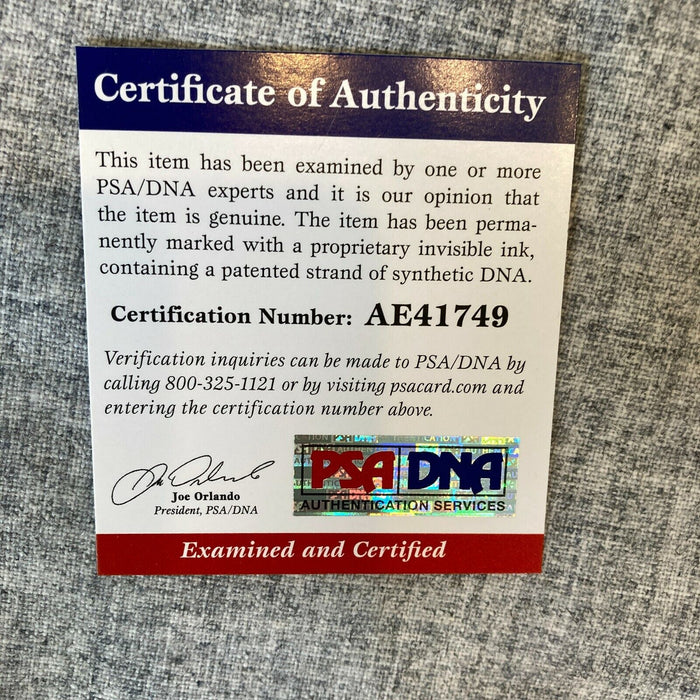 Certificate of Authenticity
This item has been examined by one or more
PSA/DNA experts and it is our opinion that
the item is genuine. The item has been perma-
nently marked with a proprietary invisible ink,
containing a patented strand of synthetic DNA.
Certification Number: AE41749
Verification inquiries can be made to PSA/DNA by
calling 800-325-1121 or by visiting psacard.com and
entering the certification number above.
Joe Orlando
President, PSA/DNA
PSA DNA
AUTHENTICATION SERVICES
Examined and Certified